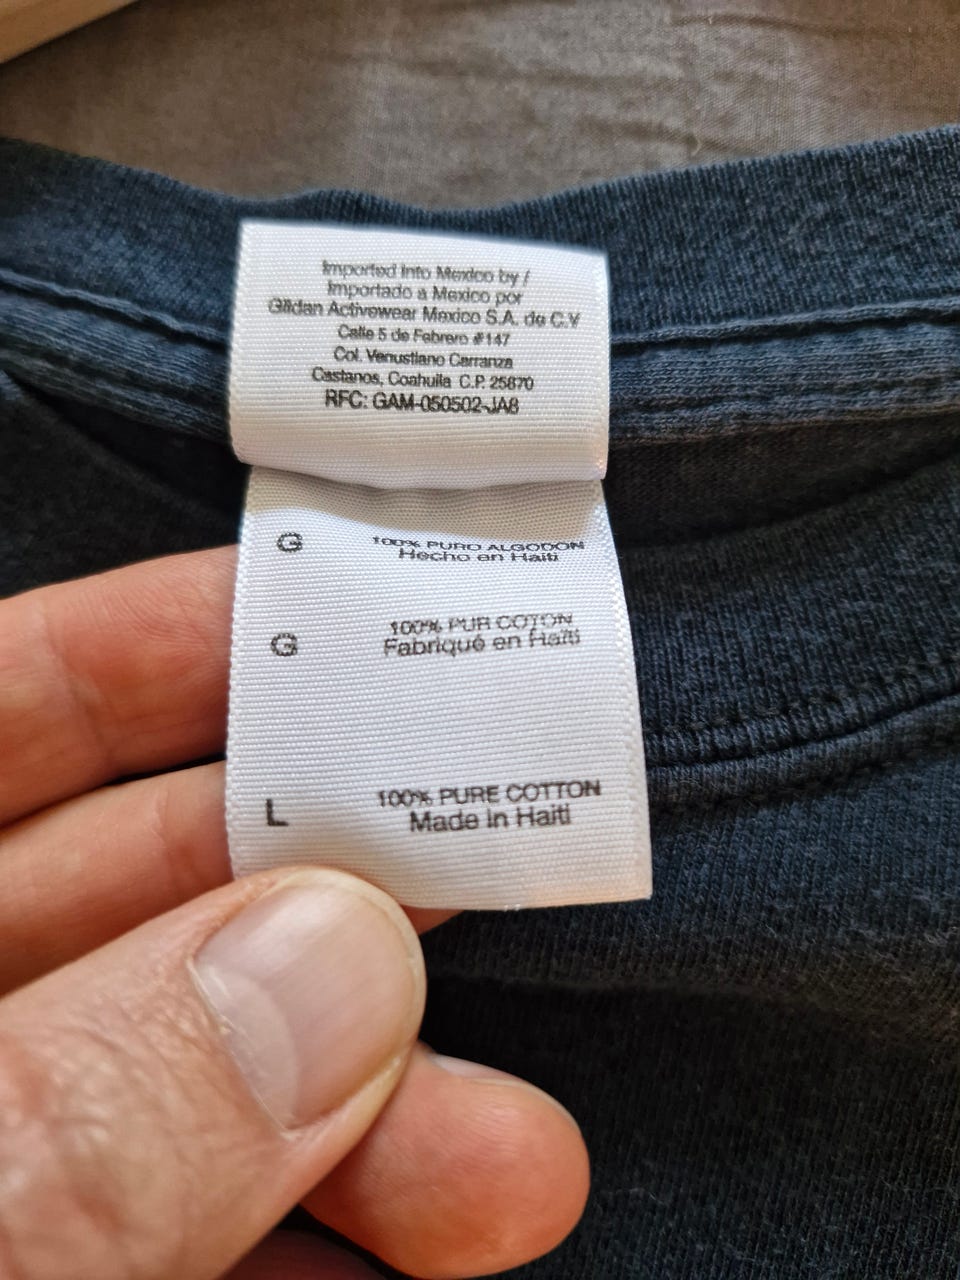 Imported into Mexico by /
Importado a Mexico por
Gildan Activewear Mexico S.A. de C.V
Calle 5 de Febrero #147
Col. Venustiano Carranza
Castanos, Coahuila C.P. 25870
RFC: GAM-050502-JA8
G 100% PURO ALGODON
Hecho en Haiti
G 100% PUR COTON
Fabriqué en Haïti
L 100% PURE COTTON
Made in Haiti